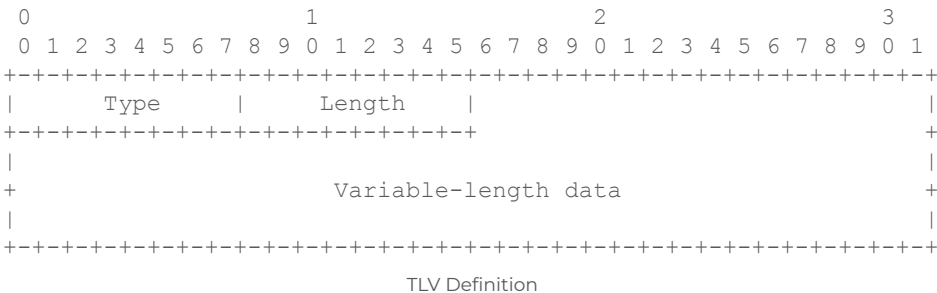 0                   1                   2                   3
 0 1 2 3 4 5 6 7 8 9 0 1 2 3 4 5 6 7 8 9 0 1 2 3 4 5 6 7 8 9 0 1
+-+-+-+-+-+-+-+-+-+-+-+-+-+-+-+-+-+-+-+-+-+-+-+-+-+-+-+-+-+-+-+-+
|      Type     |     Length    |                               |
+-+-+-+-+-+-+-+-+-+-+-+-+-+-+-+-+                               +
|                                                               |
+                      Variable-length data                     +
|                                                               |
+-+-+-+-+-+-+-+-+-+-+-+-+-+-+-+-+-+-+-+-+-+-+-+-+-+-+-+-+-+-+-+-+
TLV Definition